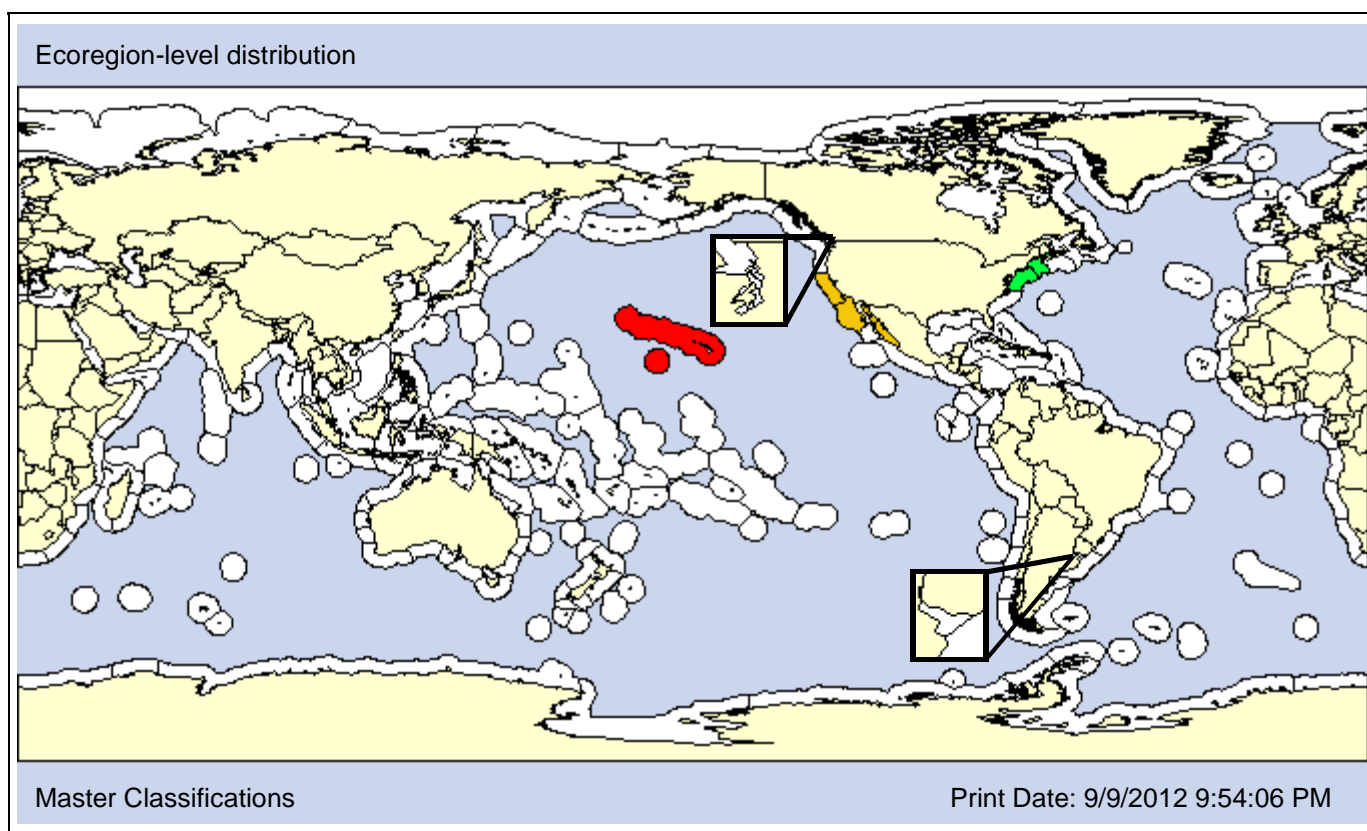 Ecoregion-level distribution
Master Classifications
Print Date: 9/9/2012 9:54:06 PM